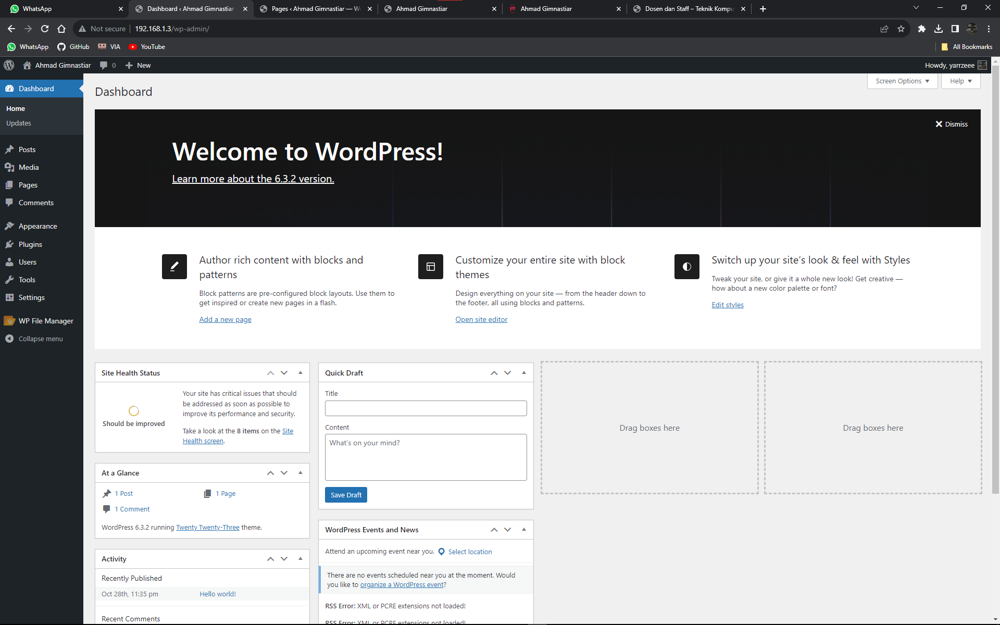 WhatsApp
Dashboard ‹ Ahmad Gimnastiar
Pages ‹ Ahmad Gimnastiar — W
Ahmad Gimnastiar
Ahmad Gimnastiar
Dosen dan Staff – Teknik Kompu
Not secure
192.168.1.3/wp-admin/
WhatsApp
GitHub
VIA
YouTube
All Bookmarks
Ahmad Gimnastiar
0
New
Howdy, yarrzeee
Screen Options
Help
Dashboard
Home
Updates
Posts
Media
Pages
Comments
Appearance
Plugins
Users
Tools
Settings
WP File Manager
Collapse menu
Dashboard
Dismiss
Welcome to WordPress!
Learn more about the 6.3.2 version.
Author rich content with blocks and
patterns
Block patterns are pre-configured block layouts. Use them to
get inspired or create new pages in a flash.
Add a new page
Customize your entire site with block
themes
Design everything on your site — from the header down to
the footer, all using blocks and patterns.
Open site editor
Switch up your site’s look & feel with Styles
Tweak your site, or give it a whole new look! Get creative —
how about a new color palette or font?
Edit styles
Site Health Status
Should be improved
Your site has critical issues that should
be addressed as soon as possible to
improve its performance and security.
Take a look at the 8 items on the Site
Health screen.
At a Glance
1 Post
1 Page
1 Comment
WordPress 6.3.2 running Twenty Twenty-Three theme.
Activity
Recently Published
Oct 28th, 11:35 pm
Hello world!
Recent Comments
Quick Draft
Title
Content
What’s on your mind?
Save Draft
WordPress Events and News
Attend an upcoming event near you.
Select location
There are no events scheduled near you at the moment. Would
you like to organize a WordPress event?
RSS Error: XML or PCRE extensions not loaded!
RSS Error: XML or PCRE extensions not loaded!
Drag boxes here
Drag boxes here